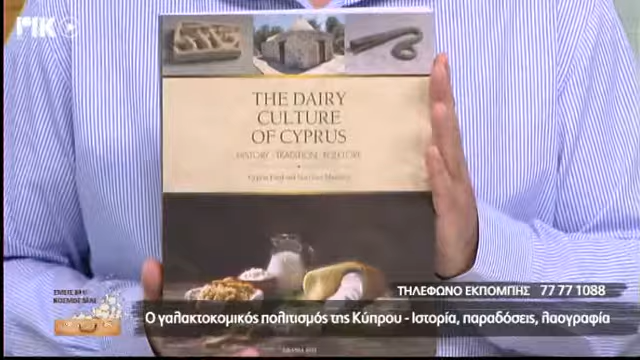 ΡΙΚ
THE DAIRY
CULTURE
OF CYPRUS
HISTORY · TRADITION · FOLKLORE
ΤΗΛΕΦΩΝΟ ΕΚΠΟΜΠΗΣ 77 77 1088
Ο γαλακτοκομικός πολιτισμός της Κύπρου - Ιστορία, παραδόσεις, λαογραφία